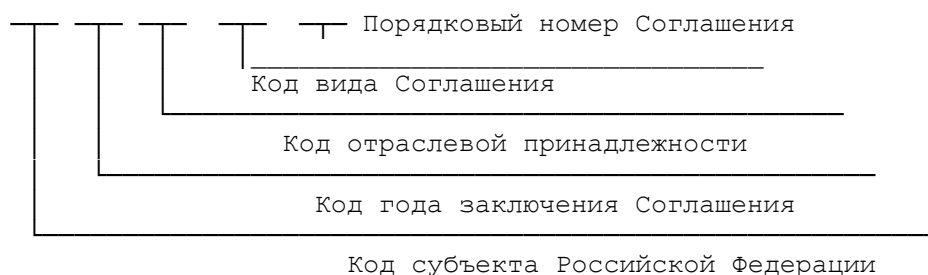 Порядковый номер Соглашения
Код вида Соглашения
Код отраслевой принадлежности
Код года заключения Соглашения
Код субъекта Российской Федерации